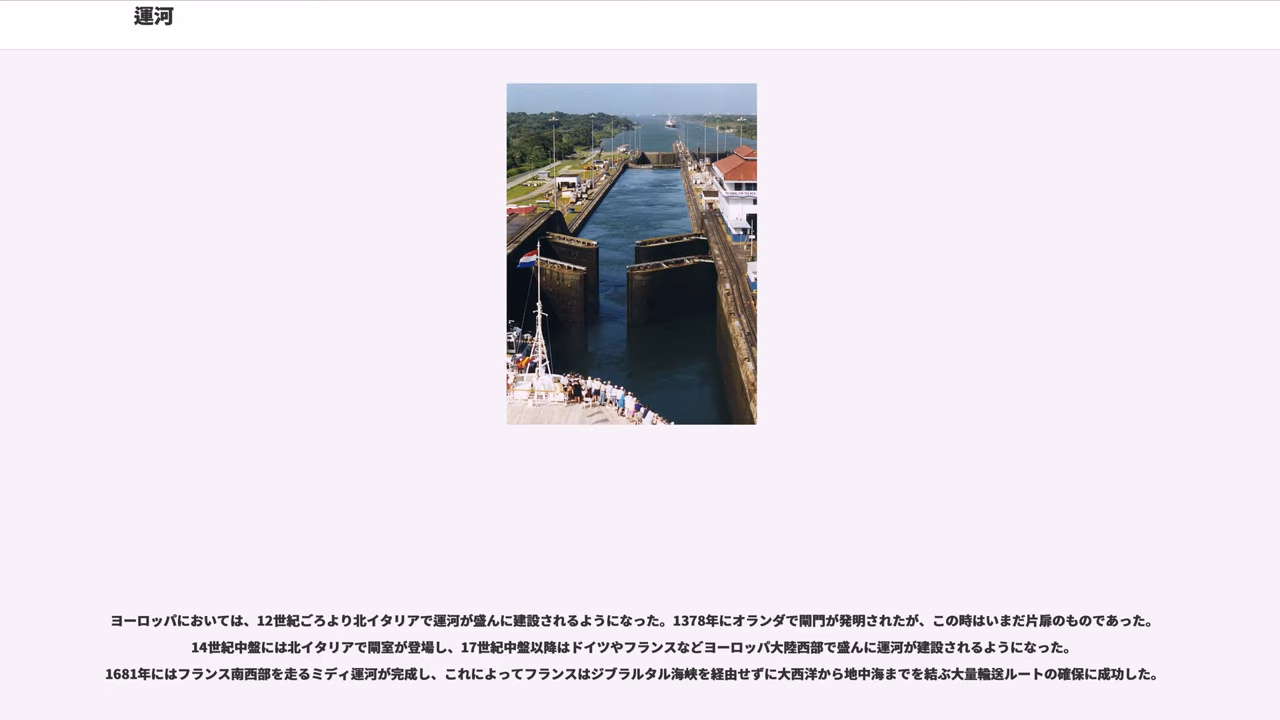 運河
ヨーロッパにおいては、12世紀ごろより北イタリアで運河が盛んに建設されるようになった。1378年にオランダで閘門が発明されたが、この時はいまだ片扉のものであった。
14世紀中盤には北イタリアで閘室が登場し、17世紀中盤以降はドイツやフランスなどヨーロッパ大陸西部で盛んに運河が建設されるようになった。
1681年にはフランス南西部を走るミディ運河が完成し、これによってフランスはジブラルタル海峡を経由せずに大西洋から地中海までを結ぶ大量輸送ルートの確保に成功した。